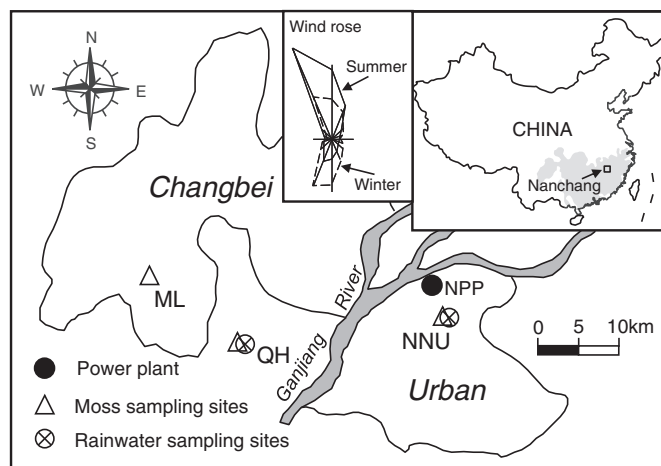 N
W
E
S
Wind rose
Summer
Winter
CHINA
Nanchang
Changbei
ML
QH
River
Ganjiang
NPP
NNU
Urban
0 5 10km
Power plant
Moss sampling sites
Rainwater sampling sites